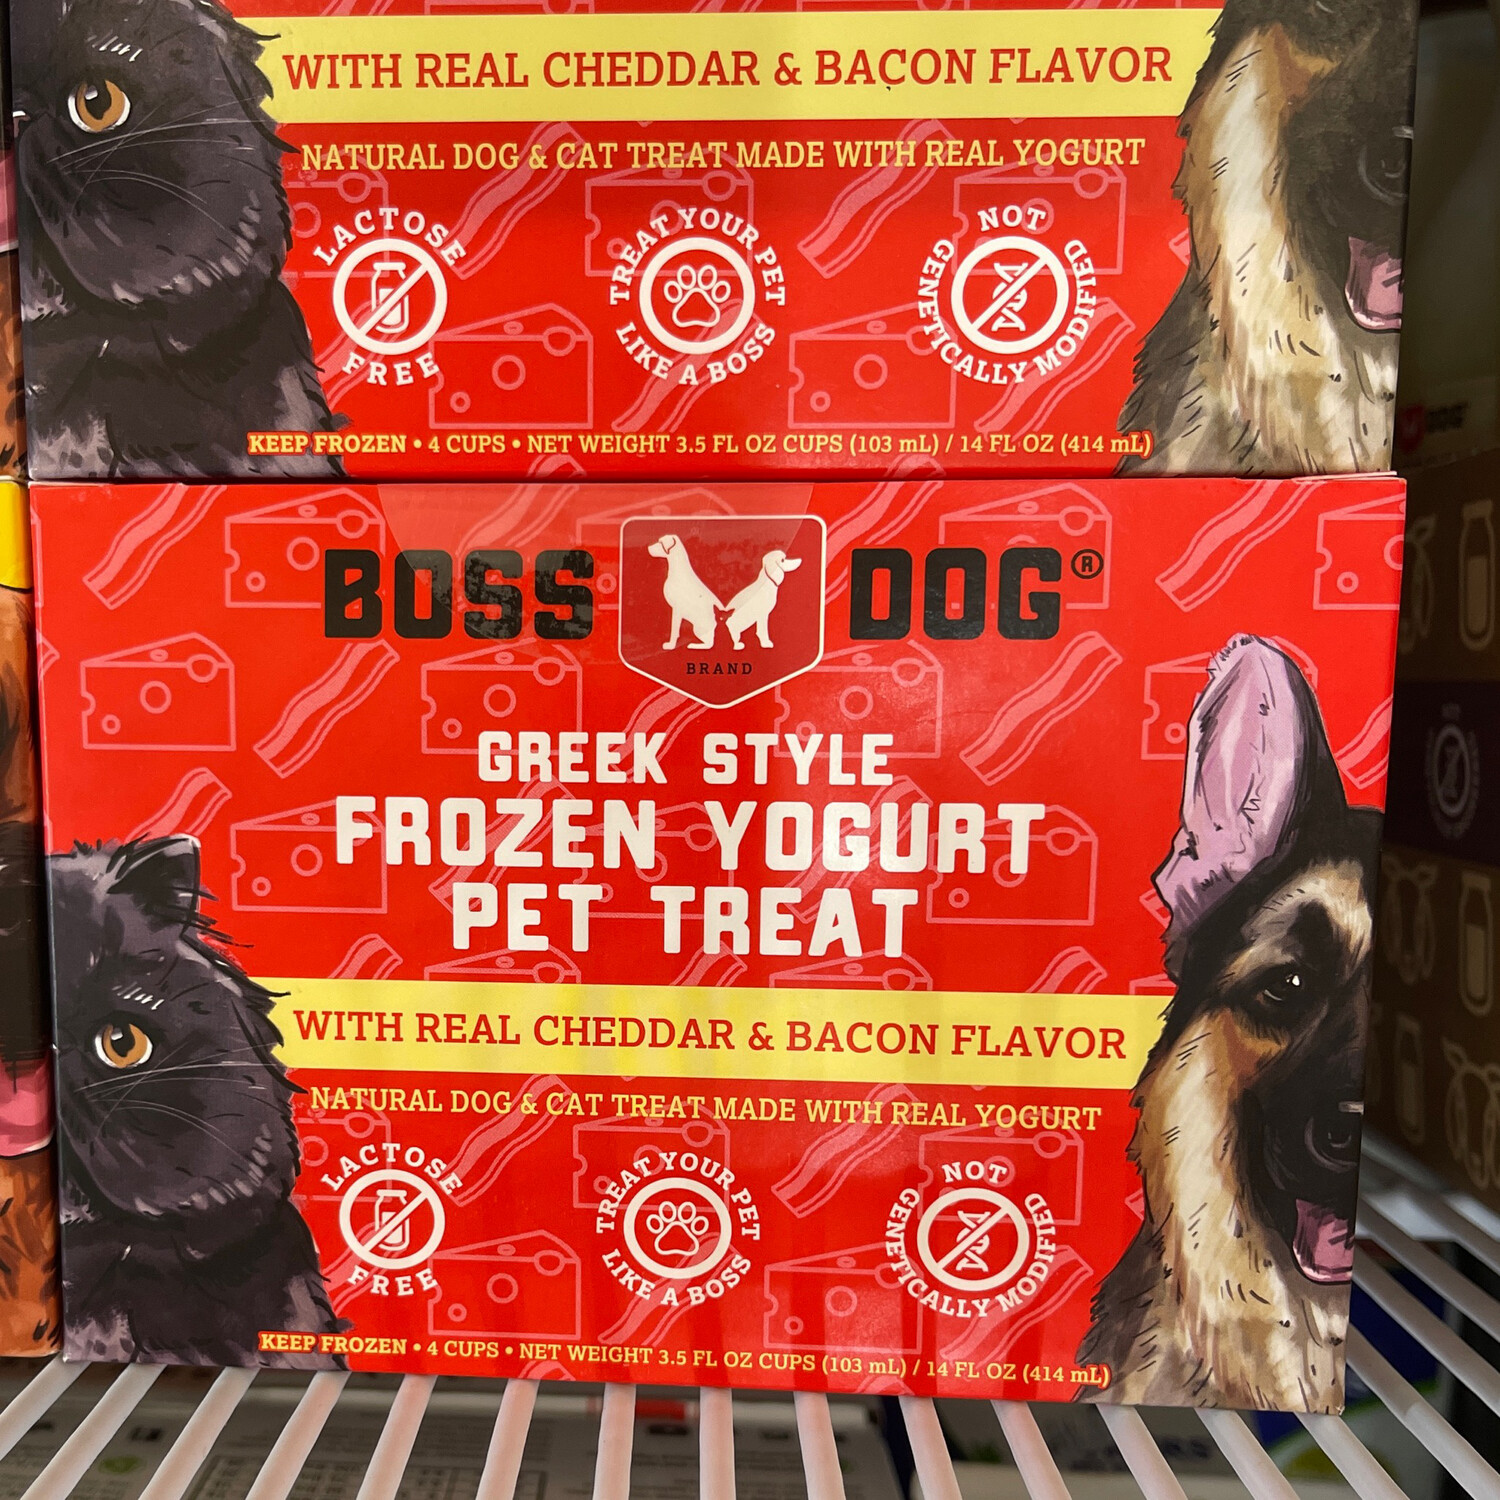 WITH REAL CHEDDAR & BACON FLAVOR
NATURAL DOG & CAT TREAT MADE WITH REAL YOGURT
LACTOSE FREE
TREAT YOUR PET LIKE A BOSS
NOT GENETICALLY MODIFIED
KEEP FROZEN • 4 CUPS • NET WEIGHT 3.5 FL OZ CUPS (103 mL) / 14 FL OZ (414 mL)
BOSS DOG®
BRAND
GREEK STYLE
FROZEN YOGURT
PET TREAT
WITH REAL CHEDDAR & BACON FLAVOR
NATURAL DOG & CAT TREAT MADE WITH REAL YOGURT
LACTOSE FREE
TREAT YOUR PET LIKE A BOSS
NOT GENETICALLY MODIFIED
KEEP FROZEN • 4 CUPS • NET WEIGHT 3.5 FL OZ CUPS (103 mL) / 14 FL OZ (414 mL)
DOG